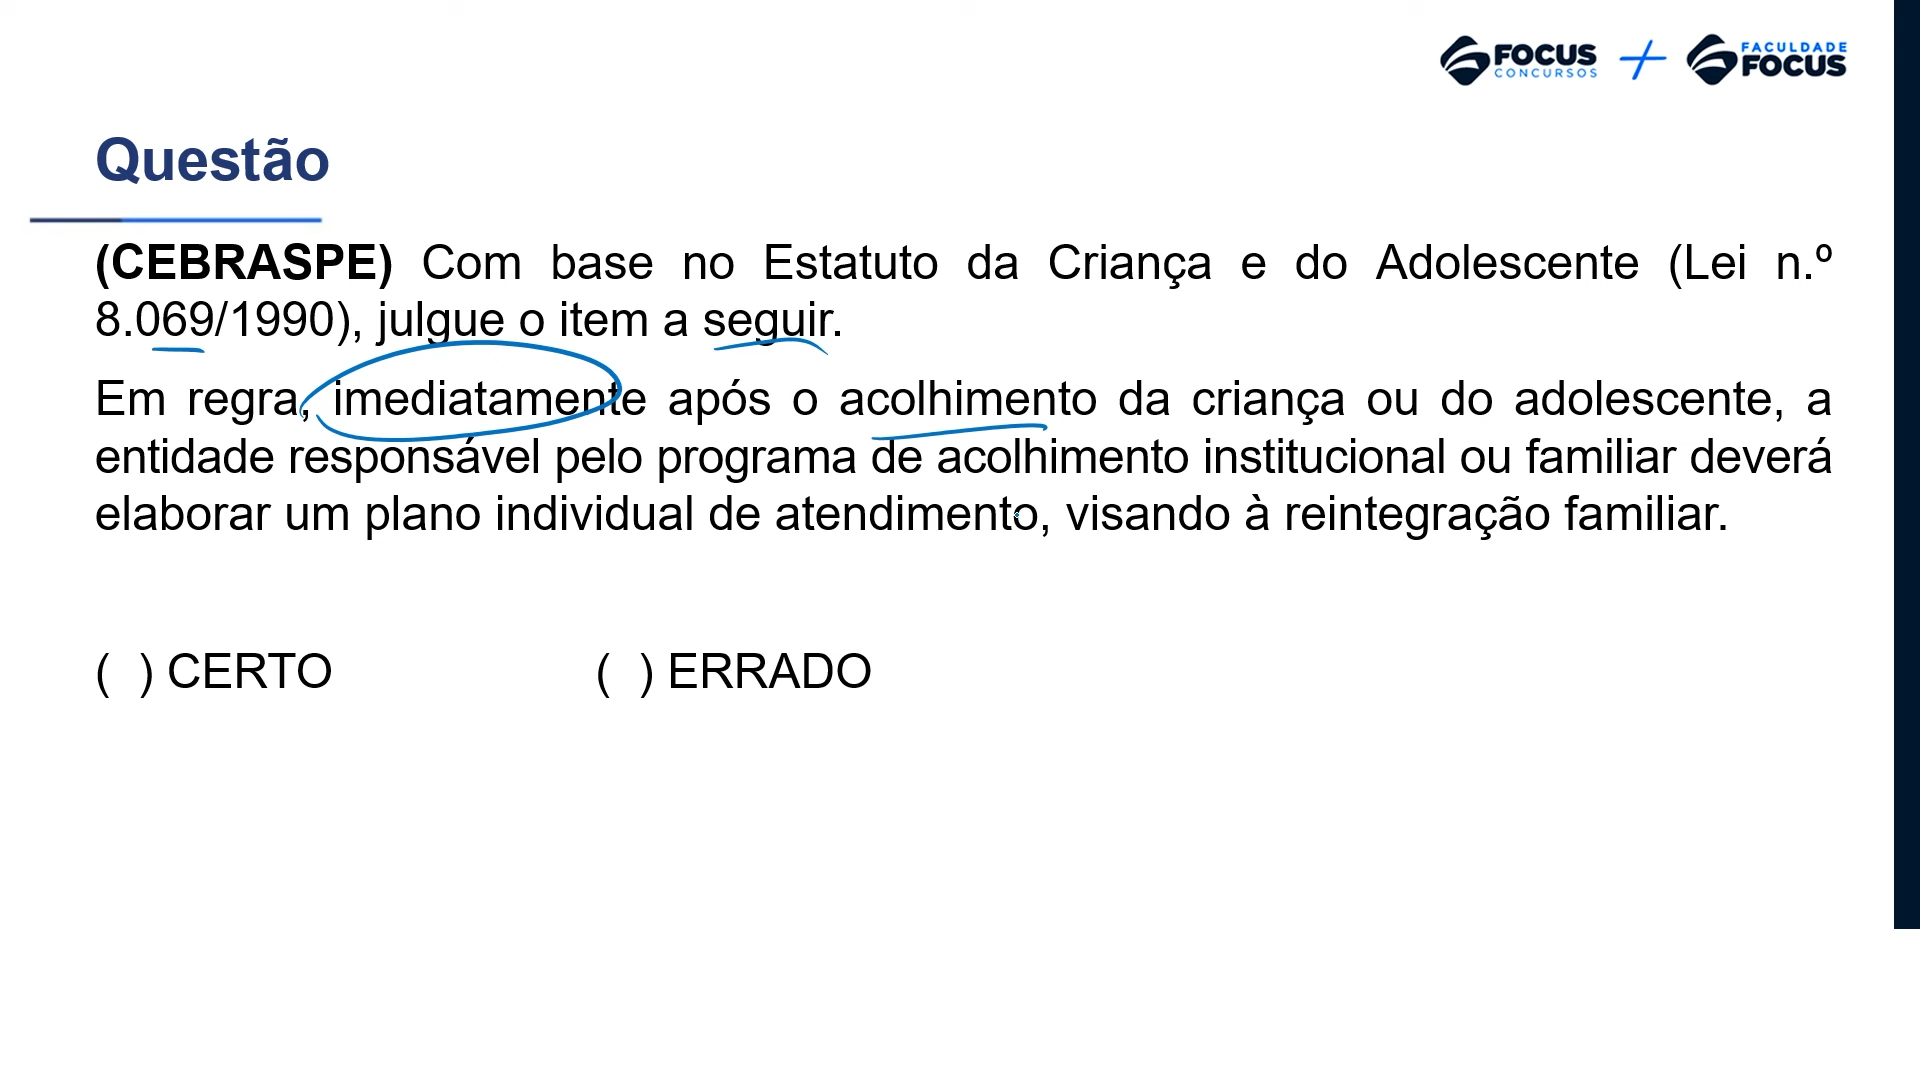 FOCUS CONCURSOS FACULDADE FOCUS
Questão
(CEBRASPE) Com base no Estatuto da Criança e do Adolescente (Lei n.º
8.069/1990), julgue o item a seguir.
Em regra, imediatamente após o acolhimento da criança ou do adolescente, a
entidade responsável pelo programa de acolhimento institucional ou familiar deverá
elaborar um plano individual de atendimento, visando à reintegração familiar.
( ) CERTO ( ) ERRADO